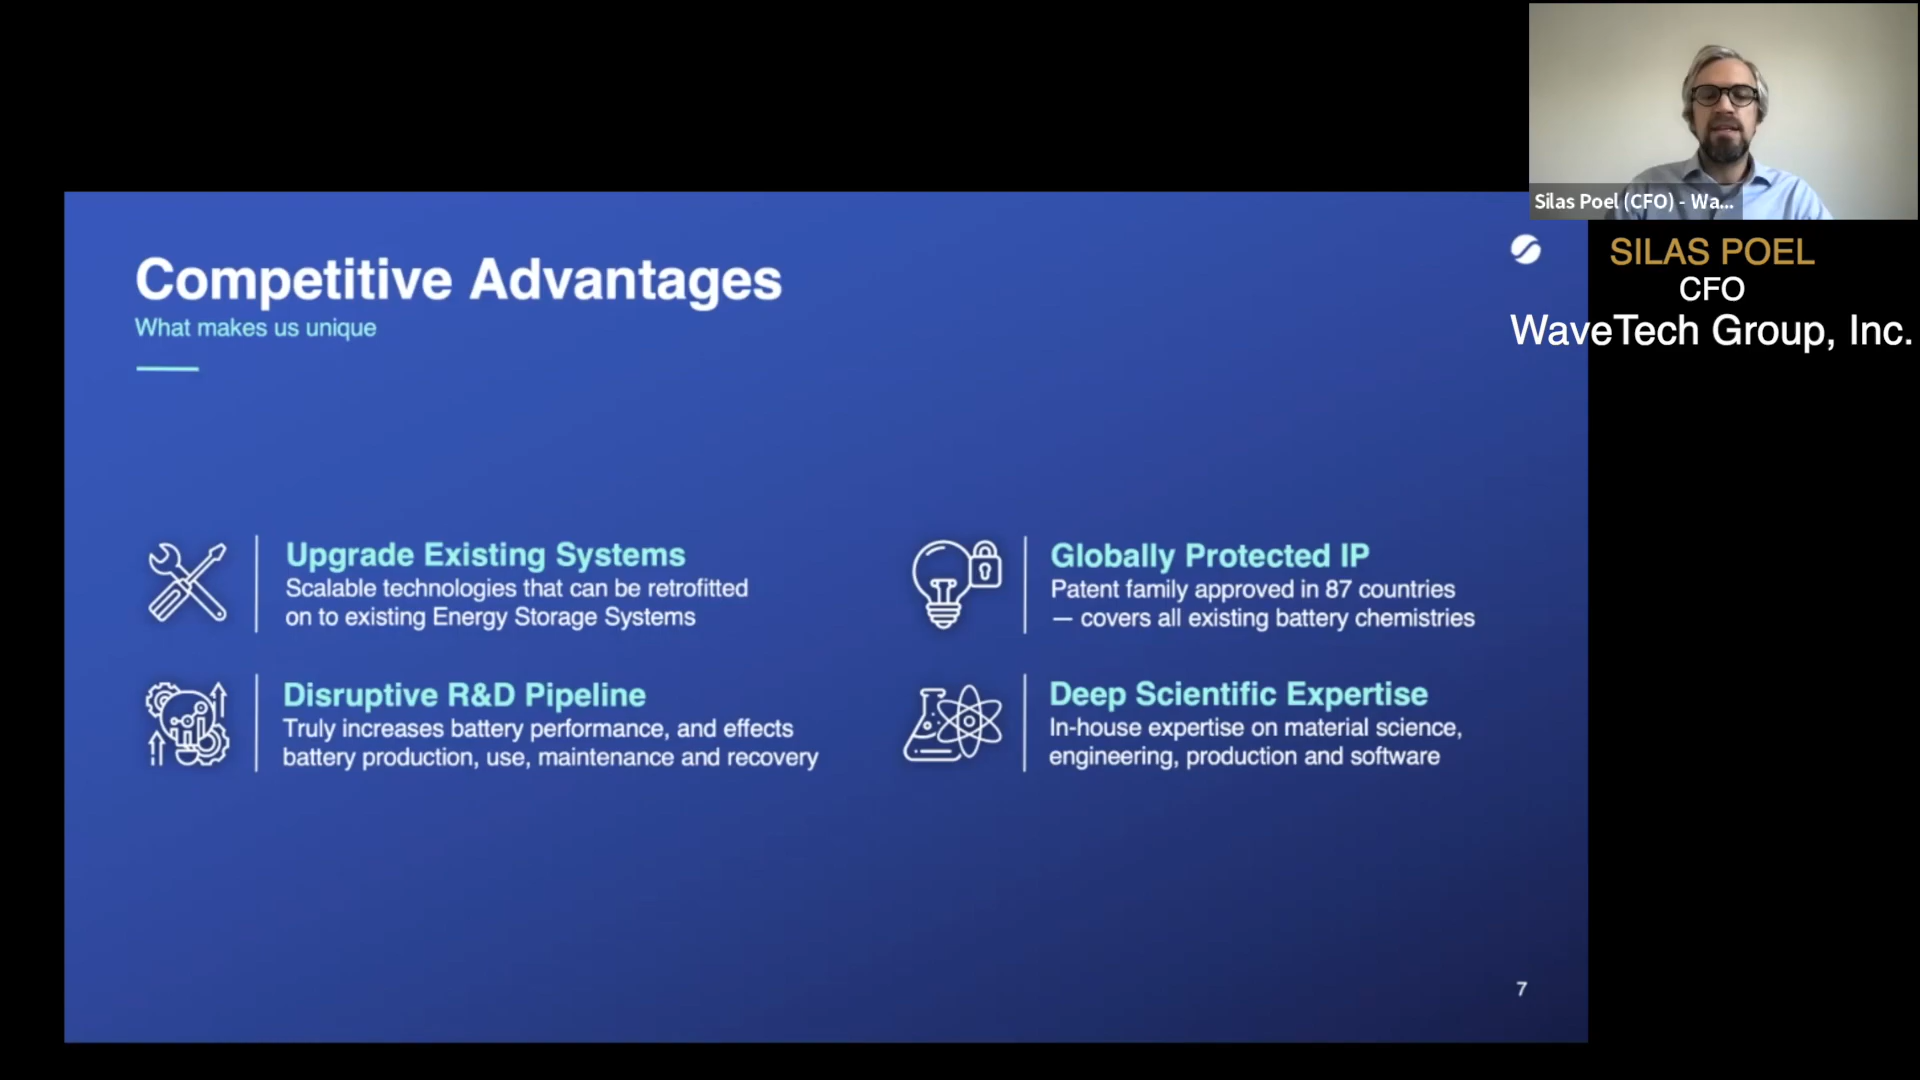 Silas Poel (CFO) - Wa...
SILAS POEL
CFO
WaveTech Group, Inc.
Competitive Advantages
What makes us unique
Upgrade Existing Systems
Scalable technologies that can be retrofitted
on to existing Energy Storage Systems
Globally Protected IP
Patent family approved in 87 countries
— covers all existing battery chemistries
Disruptive R&D Pipeline
Truly increases battery performance, and effects
battery production, use, maintenance and recovery
Deep Scientific Expertise
In-house expertise on material science,
engineering, production and software
7